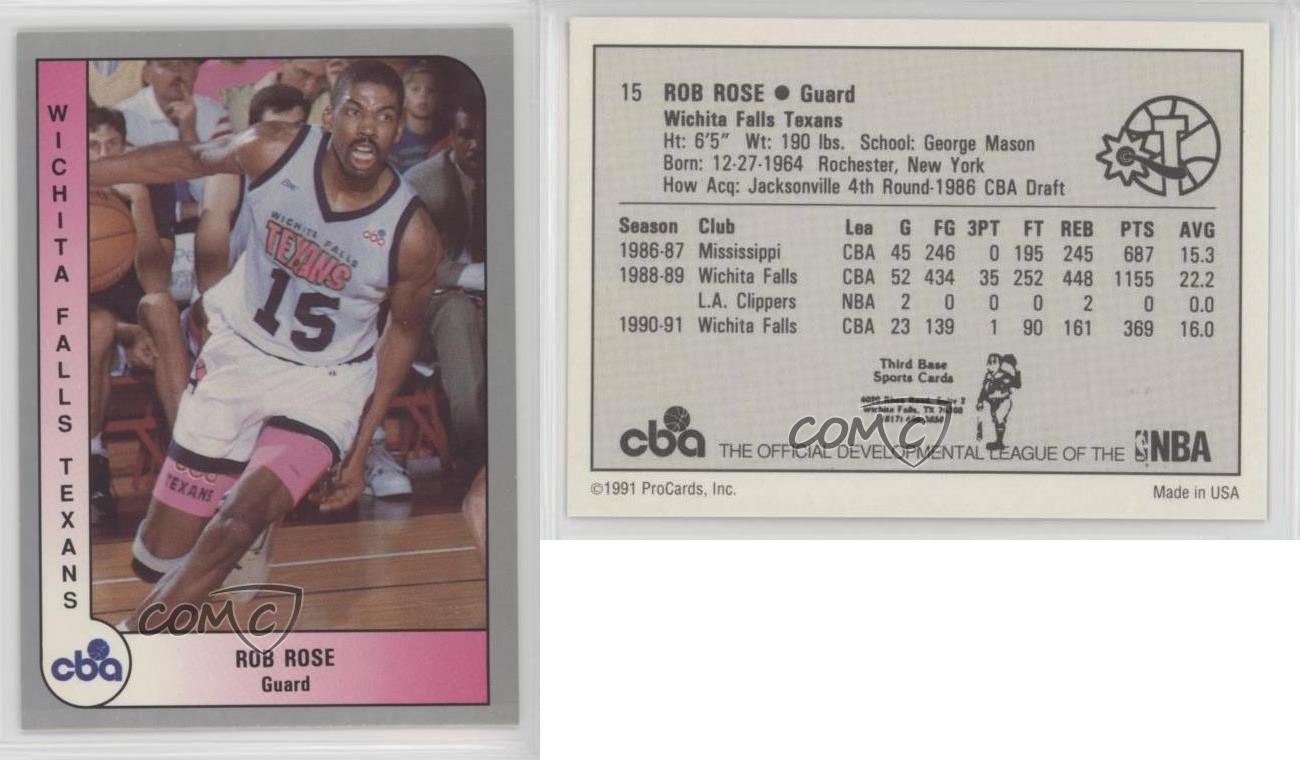 WICHITA FALLS TEXANS
WICHITA FALLS
TEXANS
cba
15
TEXANS
COMC
cba
ROB ROSE
Guard
15 ROB ROSE ● Guard
Wichita Falls Texans
Ht: 6'5" Wt: 190 lbs. School: George Mason
Born: 12-27-1964 Rochester, New York
How Acq: Jacksonville 4th Round-1986 CBA Draft
Season Club Lea G FG 3PT FT REB PTS AVG
1986-87 Mississippi CBA 45 246 0 195 245 687 15.3
1988-89 Wichita Falls CBA 52 434 35 252 448 1155 22.2
L.A. Clippers NBA 2 0 0 0 2 0 0.0
1990-91 Wichita Falls CBA 23 139 1 90 161 369 16.0
Third Base
Sports Cards
Wichita Falls, TX
COMC
cba THE OFFICIAL DEVELOPMENTAL LEAGUE OF THE NBA
©1991 ProCards, Inc. Made in USA